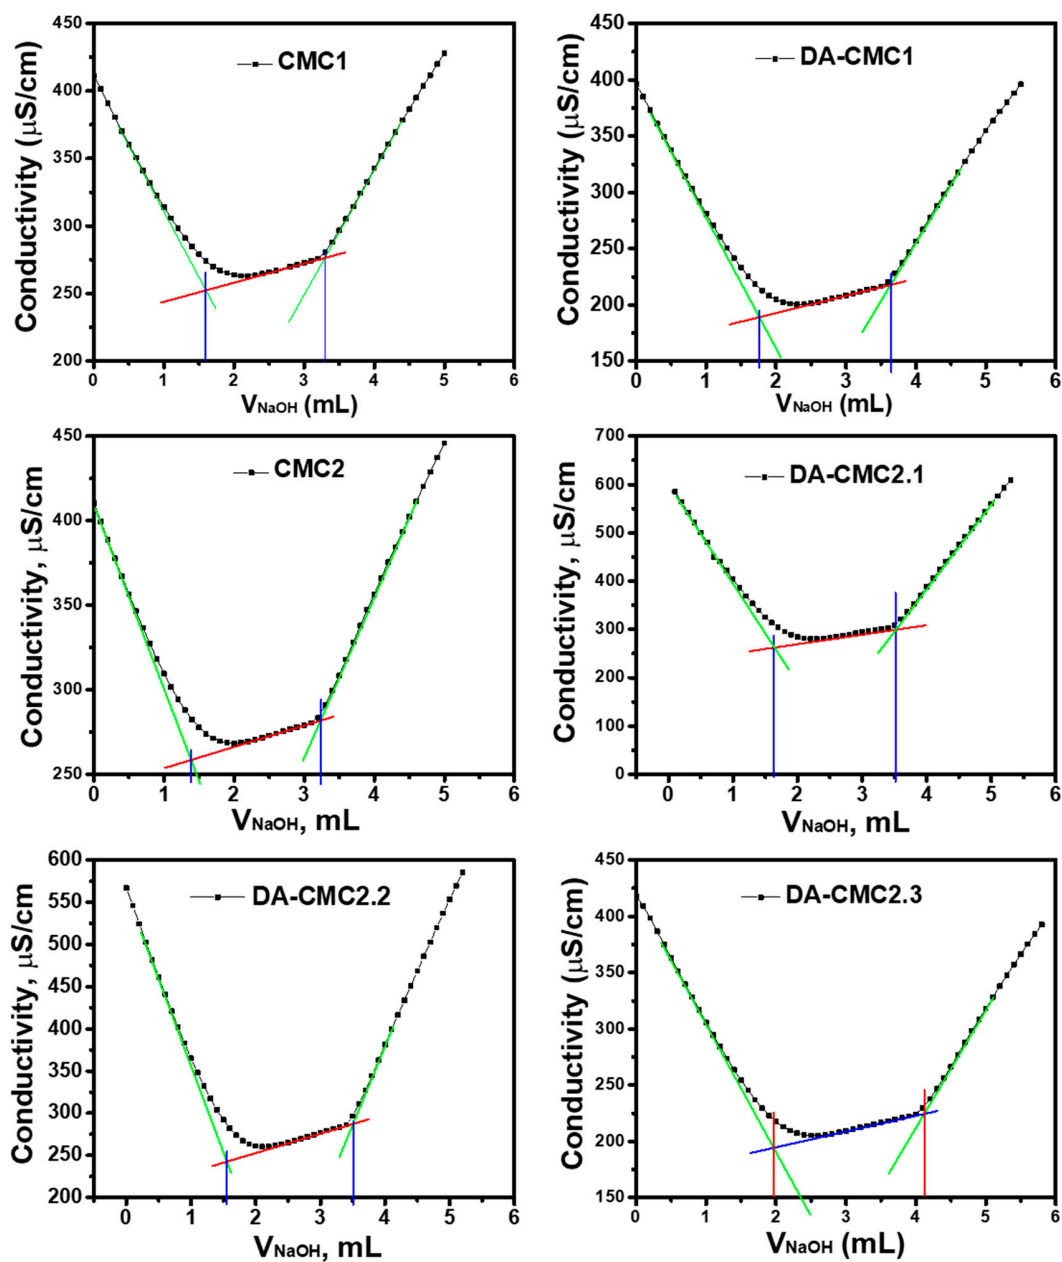 CMC1
Conductivity (μS/cm)
450
400
350
300
250
200
0 1 2 3 4 5 6
VNaOH (mL)
DA-CMC1
Conductivity (μS/cm)
450
400
350
300
250
200
150
0 1 2 3 4 5 6
VNaOH (mL)
CMC2
Conductivity, μS/cm
450
400
350
300
250
0 1 2 3 4 5 6
VNaOH, mL
DA-CMC2.1
Conductivity, μS/cm
700
600
500
400
300
200
100
0
0 1 2 3 4 5 6
VNaOH, mL
DA-CMC2.2
Conductivity, μS/cm
600
550
500
450
400
350
300
250
200
0 1 2 3 4 5 6
VNaOH, mL
DA-CMC2.3
Conductivity (μS/cm)
450
400
350
300
250
200
150
0 1 2 3 4 5 6
VNaOH (mL)